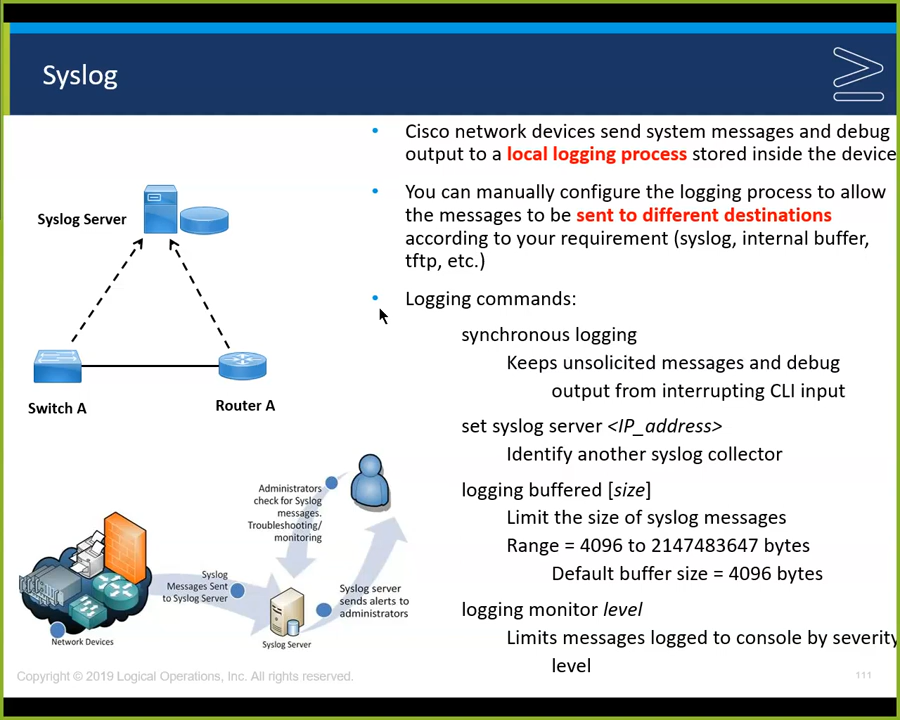 Syslog
Cisco network devices send system messages and debug
output to a local logging process stored inside the device
You can manually configure the logging process to allow
the messages to be sent to different destinations
according to your requirement (syslog, internal buffer,
tftp, etc.)
Logging commands:
synchronous logging
Keeps unsolicited messages and debug
output from interrupting CLI input
set syslog server <IP_address>
Identify another syslog collector
logging buffered [size]
Limit the size of syslog messages
Range = 4096 to 2147483647 bytes
Default buffer size = 4096 bytes
logging monitor level
Limits messages logged to console by severity
level
Syslog Server
Switch A
Router A
Administrators
check for Syslog
messages.
Troubleshooting/
monitoring
Syslog
Messages Sent
to Syslog Server
Syslog server
sends alerts to
administrators
Network Devices
Syslog Server
Copyright © 2019 Logical Operations, Inc. All rights reserved.
111